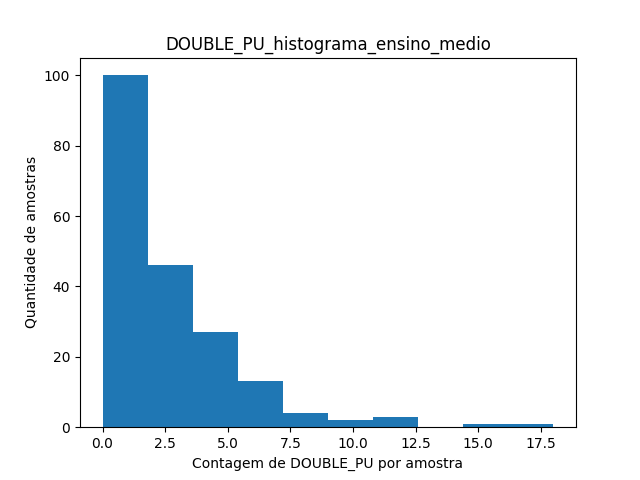 DOUBLE_PU_histograma_ensino_medio
100
80
60
40
20
0
Quantidade de amostras
0.0 2.5 5.0 7.5 10.0 12.5 15.0 17.5
Contagem de DOUBLE_PU por amostra